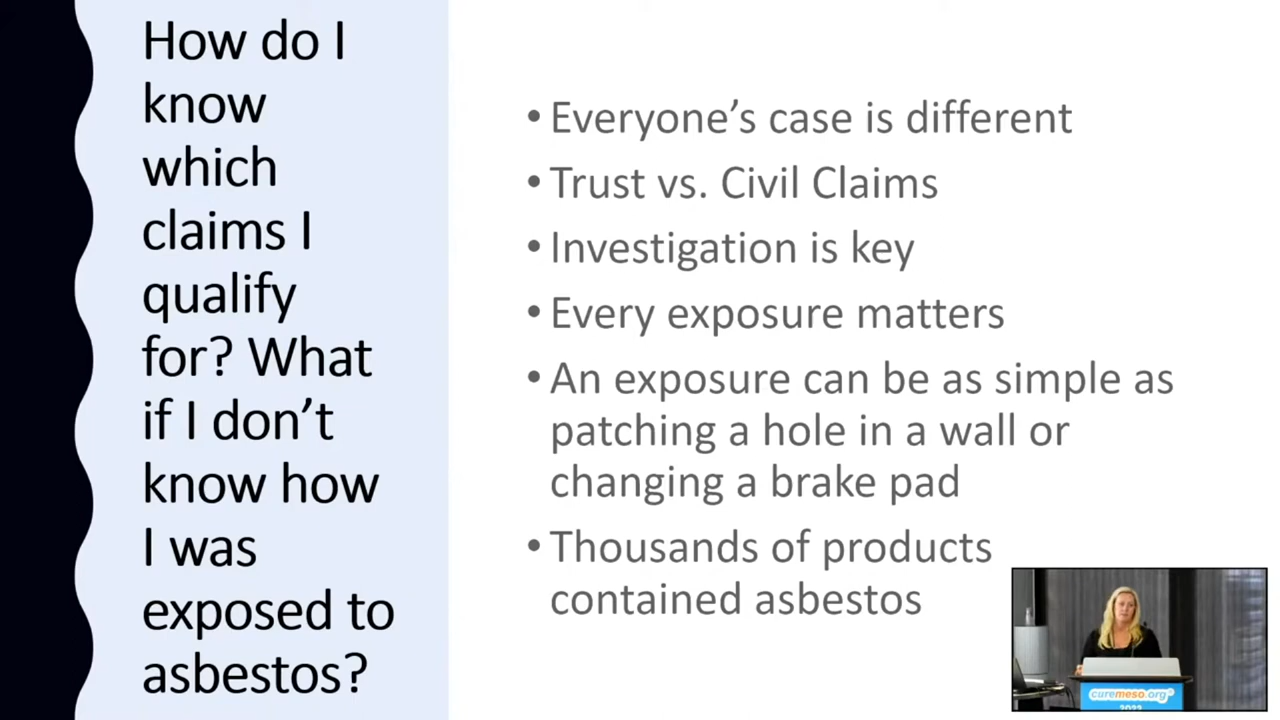 How do I
know
which
claims I
qualify
for? What
if I don't
know how
I was
exposed to
asbestos?
• Everyone's case is different
• Trust vs. Civil Claims
• Investigation is key
• Every exposure matters
• An exposure can be as simple as
patching a hole in a wall or
changing a brake pad
• Thousands of products
contained asbestos
curemeso.org
2022